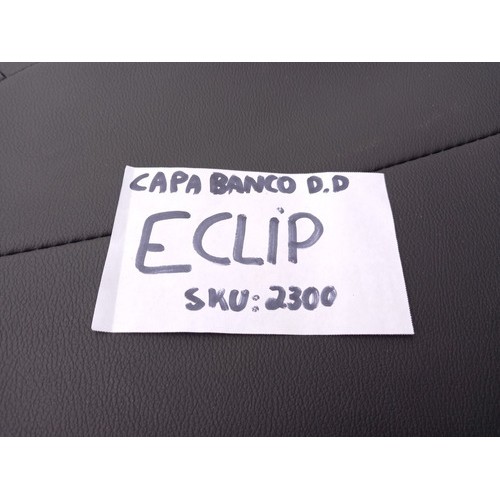 CAPA BANCO D.D
ECLiP
SKU: 2300